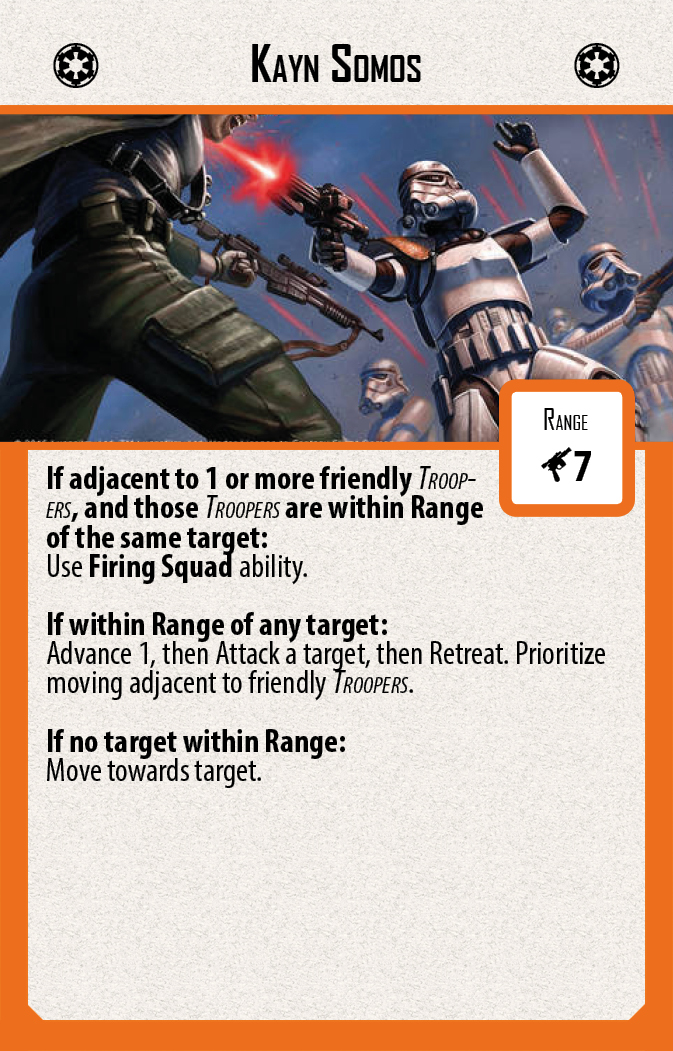 Kayn Somos
Range
7
If adjacent to 1 or more friendly Troop-
ers, and those Troopers are within Range
of the same target:
Use Firing Squad ability.
If within Range of any target:
Advance 1, then Attack a target, then Retreat. Prioritize
moving adjacent to friendly Troopers.
If no target within Range:
Move towards target.